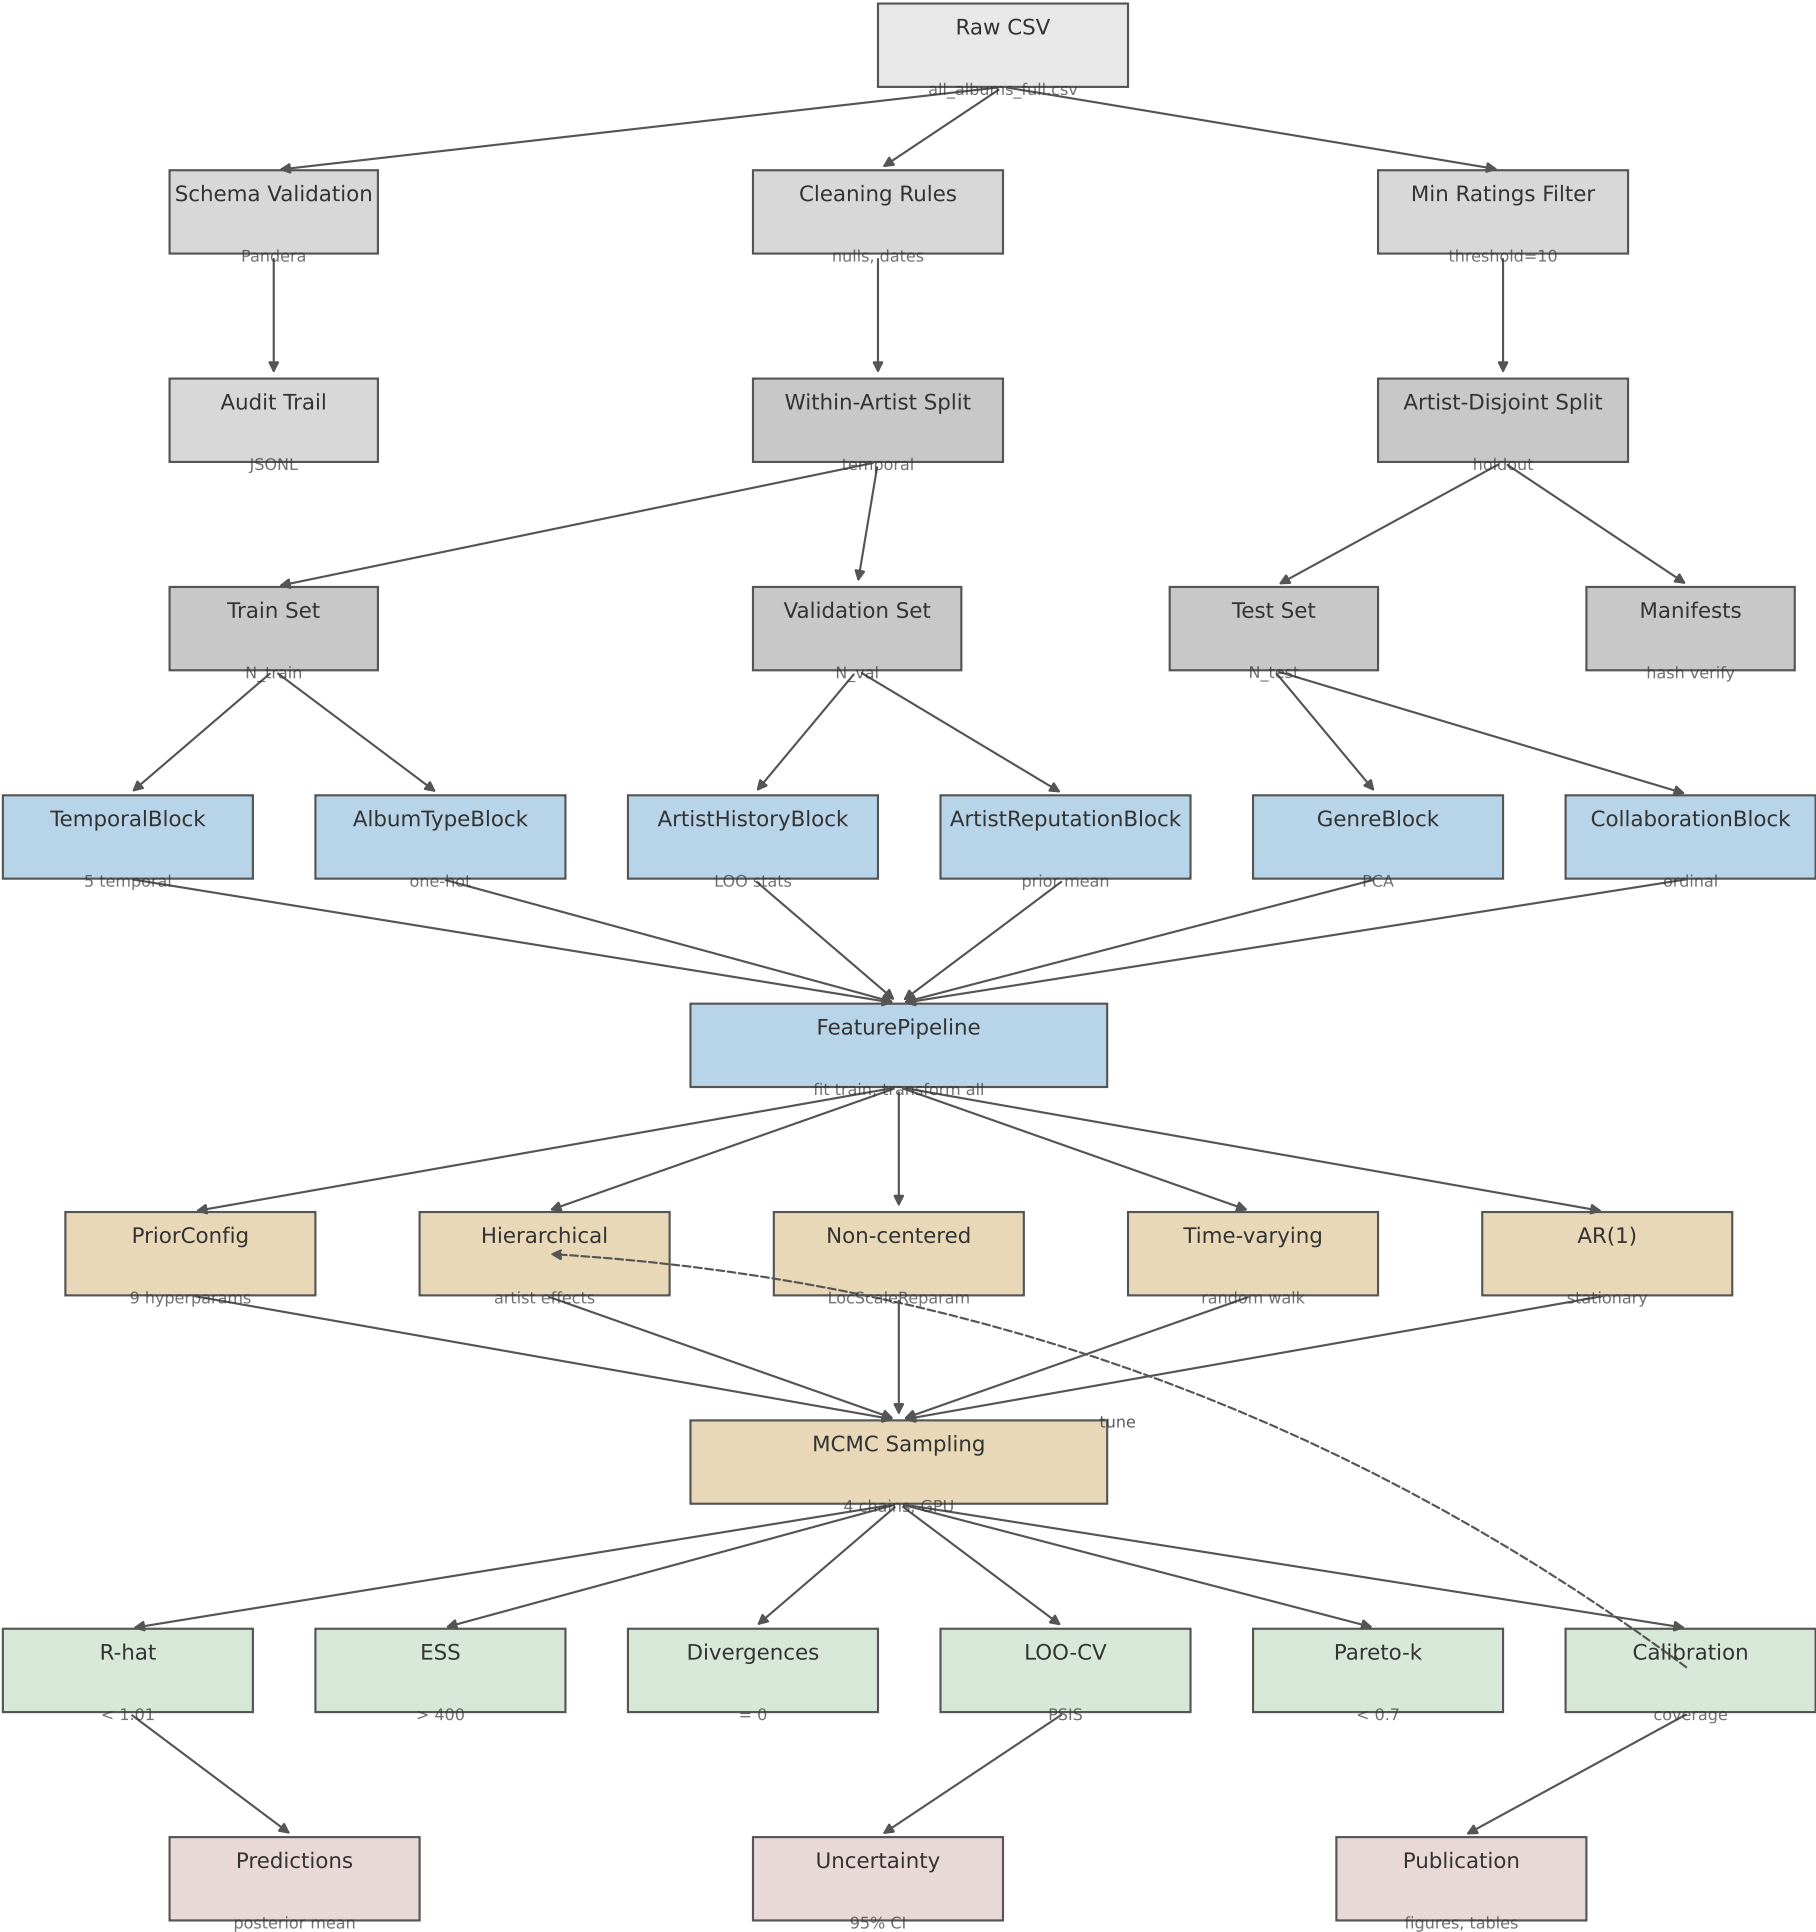 Raw CSV
all_albums_full.csv
Schema Validation
Pandera
Cleaning Rules
nulls, dates
Min Ratings Filter
threshold=10
Audit Trail
JSONL
Within-Artist Split
temporal
Artist-Disjoint Split
holdout
Train Set
N_train
Validation Set
N_val
Test Set
N_test
Manifests
hash verify
TemporalBlock
5 temporal
AlbumTypeBlock
one-hot
ArtistHistoryBlock
LOO stats
ArtistReputationBlock
prior mean
GenreBlock
PCA
CollaborationBlock
ordinal
FeaturePipeline
fit train, transform all
PriorConfig
9 hyperparams
Hierarchical
artist effects
Non-centered
LocScaleReparam
Time-varying
random walk
AR(1)
stationary
tune
MCMC Sampling
4 chains, GPU
R-hat
< 1.01
ESS
> 400
Divergences
= 0
LOO-CV
PSIS
Pareto-k
< 0.7
Calibration
coverage
Predictions
posterior mean
Uncertainty
95% CI
Publication
figures, tables